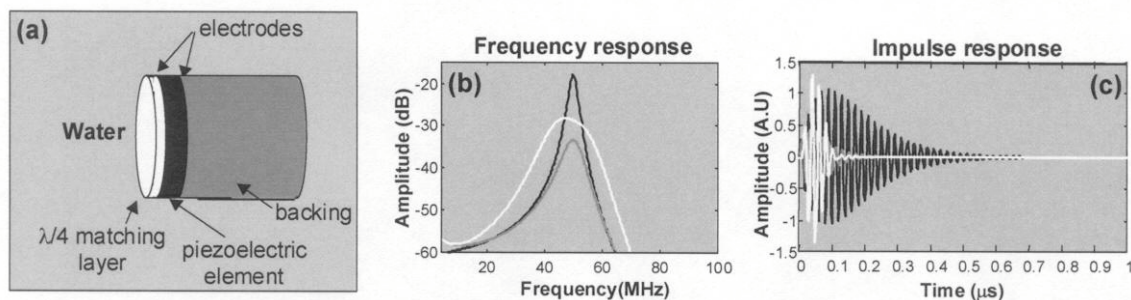 (a)
electrodes
Water
backing
λ/4 matching
layer
piezoelectric
element
Frequency response
(b)
Amplitude (dB)
-20
-30
-40
-50
-60
20
40
60
80
100
Frequency(MHz)
Impulse response
(c)
Amplitude (A.U)
1.5
1
0.5
0
-0.5
-1
-1.5
0
0.1
0.2
0.3
0.4
0.5
0.6
0.7
0.8
0.9
1
Time (μs)